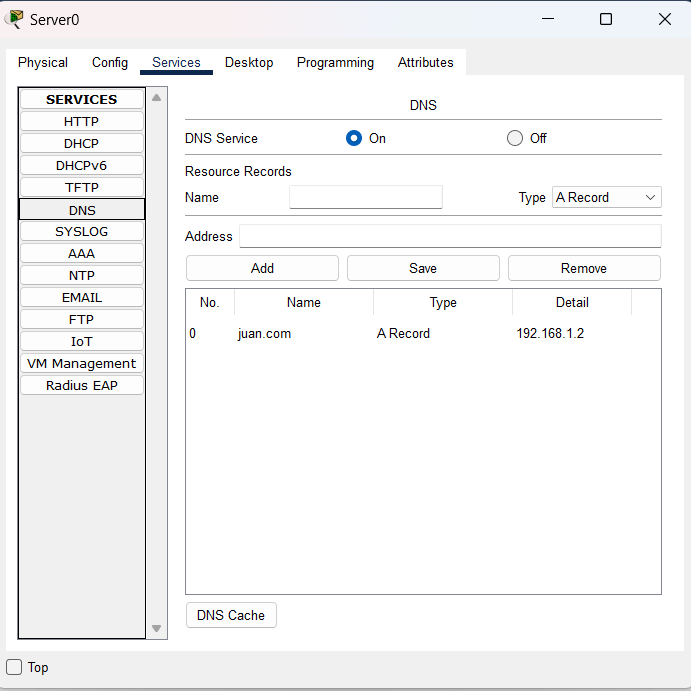 Server0
Physical Config Services Desktop Programming Attributes
SERVICES
HTTP
DHCP
DHCPv6
TFTP
DNS
SYSLOG
AAA
NTP
EMAIL
FTP
IoT
VM Management
Radius EAP
DNS
DNS Service On Off
Resource Records
Name Type A Record
Address
Add Save Remove
No. Name Type Detail
0 juan.com A Record 192.168.1.2
DNS Cache
Top